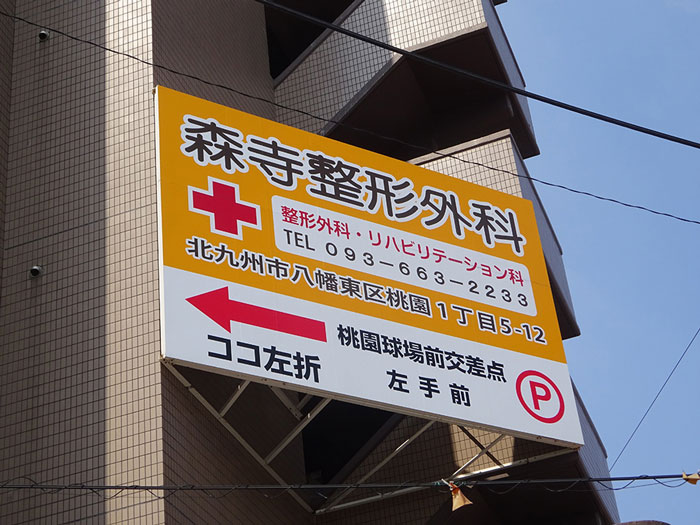 森寺整形外科
整形外科・リハビリテーション科
TEL 093-663-2233
北九州市八幡東区桃園1丁目5-12
ココ左折
桃園球場前交差点
左手前
P